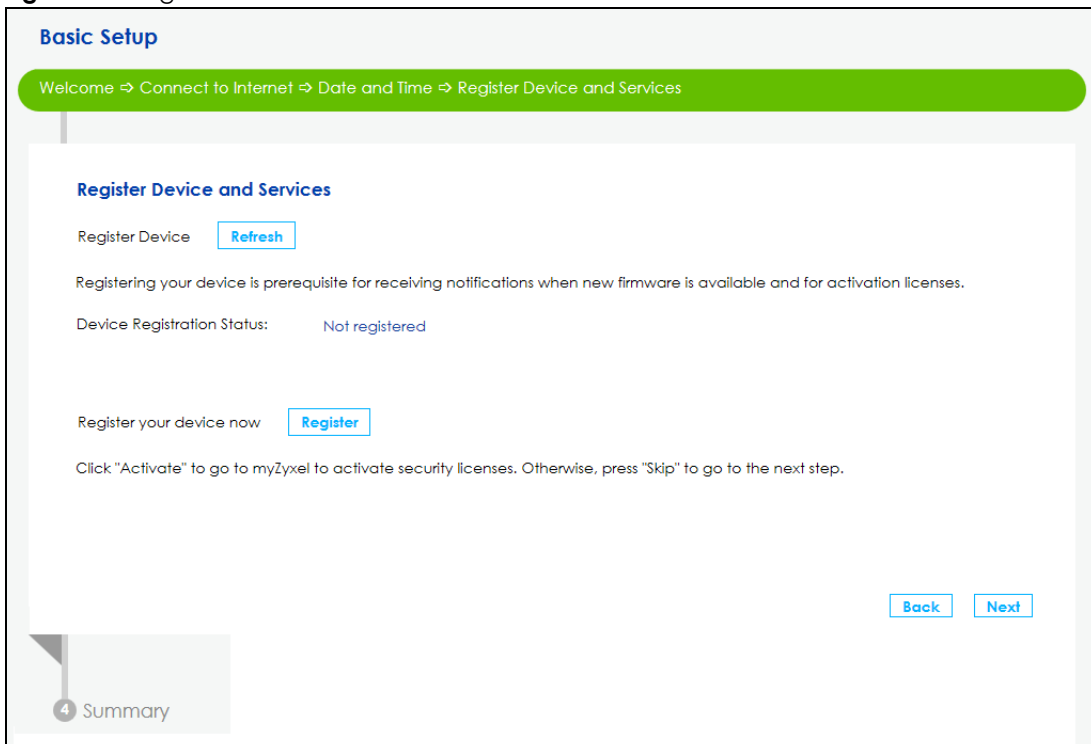 Basic Setup
Welcome ⇨ Connect to Internet ⇨ Date and Time ⇨ Register Device and Services
Register Device and Services
Register Device Refresh
Registering your device is prerequisite for receiving notifications when new firmware is available and for activation licenses.
Device Registration Status: Not registered
Register your device now Register
Click "Activate" to go to myZyxel to activate security licenses. Otherwise, press "Skip" to go to the next step.
Back Next
4 Summary